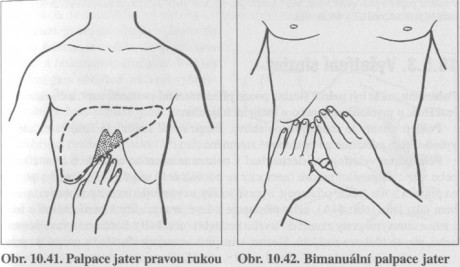 Obr. 10.41. Palpace jater pravou rukou
Obr. 10.42. Bimanuální palpace jater